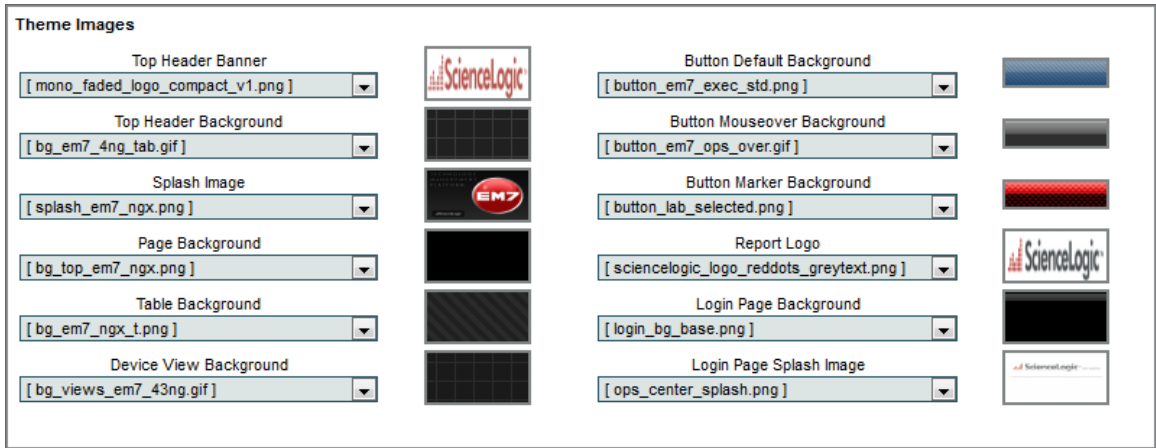 Theme Images
Top Header Banner
[ mono_faded_logo_compact_v1.png ]
ScienceLogic
Top Header Background
[ bg_em7_4ng_tab.gif ]
Splash Image
[ splash_em7_ngx.png ]
EM7
Page Background
[ bg_top_em7_ngx.png ]
Table Background
[ bg_em7_ngx_t.png ]
Device View Background
[ bg_views_em7_43ng.gif ]
Button Default Background
[ button_em7_exec_std.png ]
Button Mouseover Background
[ button_em7_ops_over.gif ]
Button Marker Background
[ button_lab_selected.png ]
Report Logo
[ sciencelogic_logo_reddots_greytext.png ]
ScienceLogic
Login Page Background
[ login_bg_base.png ]
Login Page Splash Image
[ ops_center_splash.png ]
ScienceLogic